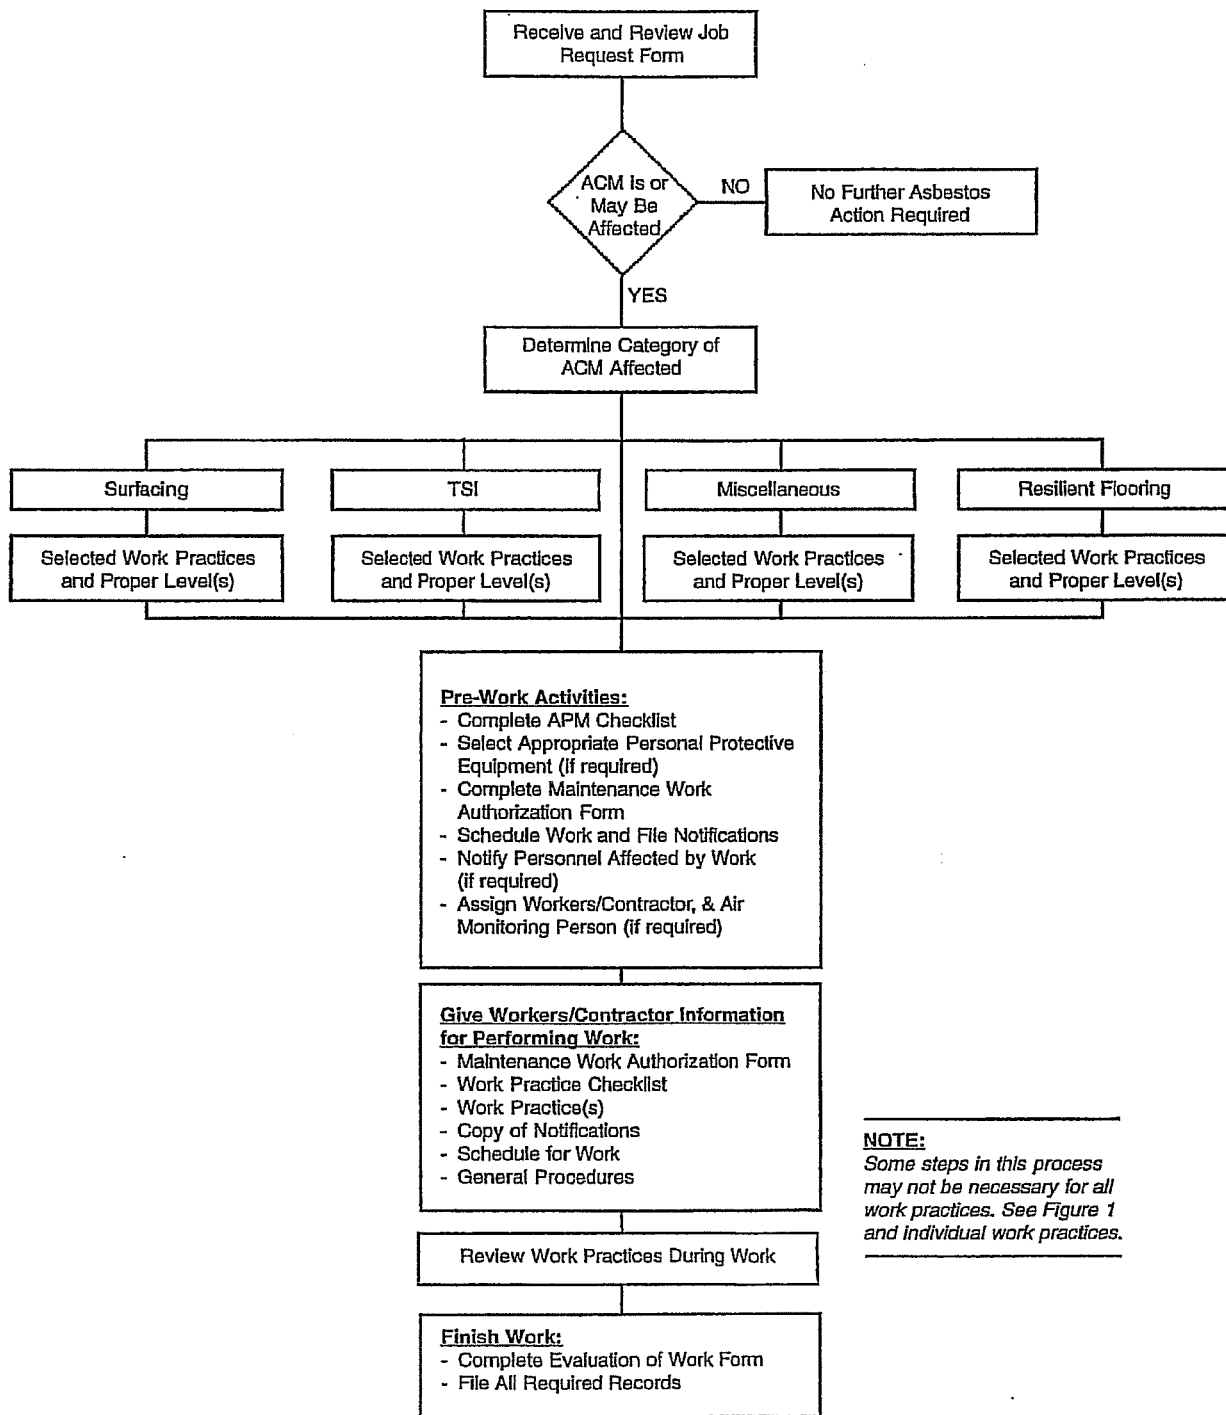 Receive and Review Job
Request Form
ACM is or
May Be
Affected
NO
No Further Asbestos
Action Required
YES
Determine Category of
ACM Affected
Surfacing
TSI
Miscellaneous
Resilient Flooring
Selected Work Practices
and Proper Level(s)
Selected Work Practices
and Proper Level(s)
Selected Work Practices
and Proper Level(s)
Selected Work Practices
and Proper Level(s)
Pre-Work Activities:
- Complete APM Checklist
- Select Appropriate Personal Protective
Equipment (if required)
- Complete Maintenance Work
Authorization Form
- Schedule Work and File Notifications
- Notify Personnel Affected by Work
(if required)
- Assign Workers/Contractor, & Air
Monitoring Person (if required)
Give Workers/Contractor Information
for Performing Work:
- Maintenance Work Authorization Form
- Work Practice Checklist
- Work Practice(s)
- Copy of Notifications
- Schedule for Work
- General Procedures
NOTE:
Some steps in this process
may not be necessary for all
work practices. See Figure 1
and individual work practices.
Review Work Practices During Work
Finish Work:
- Complete Evaluation of Work Form
- File All Required Records